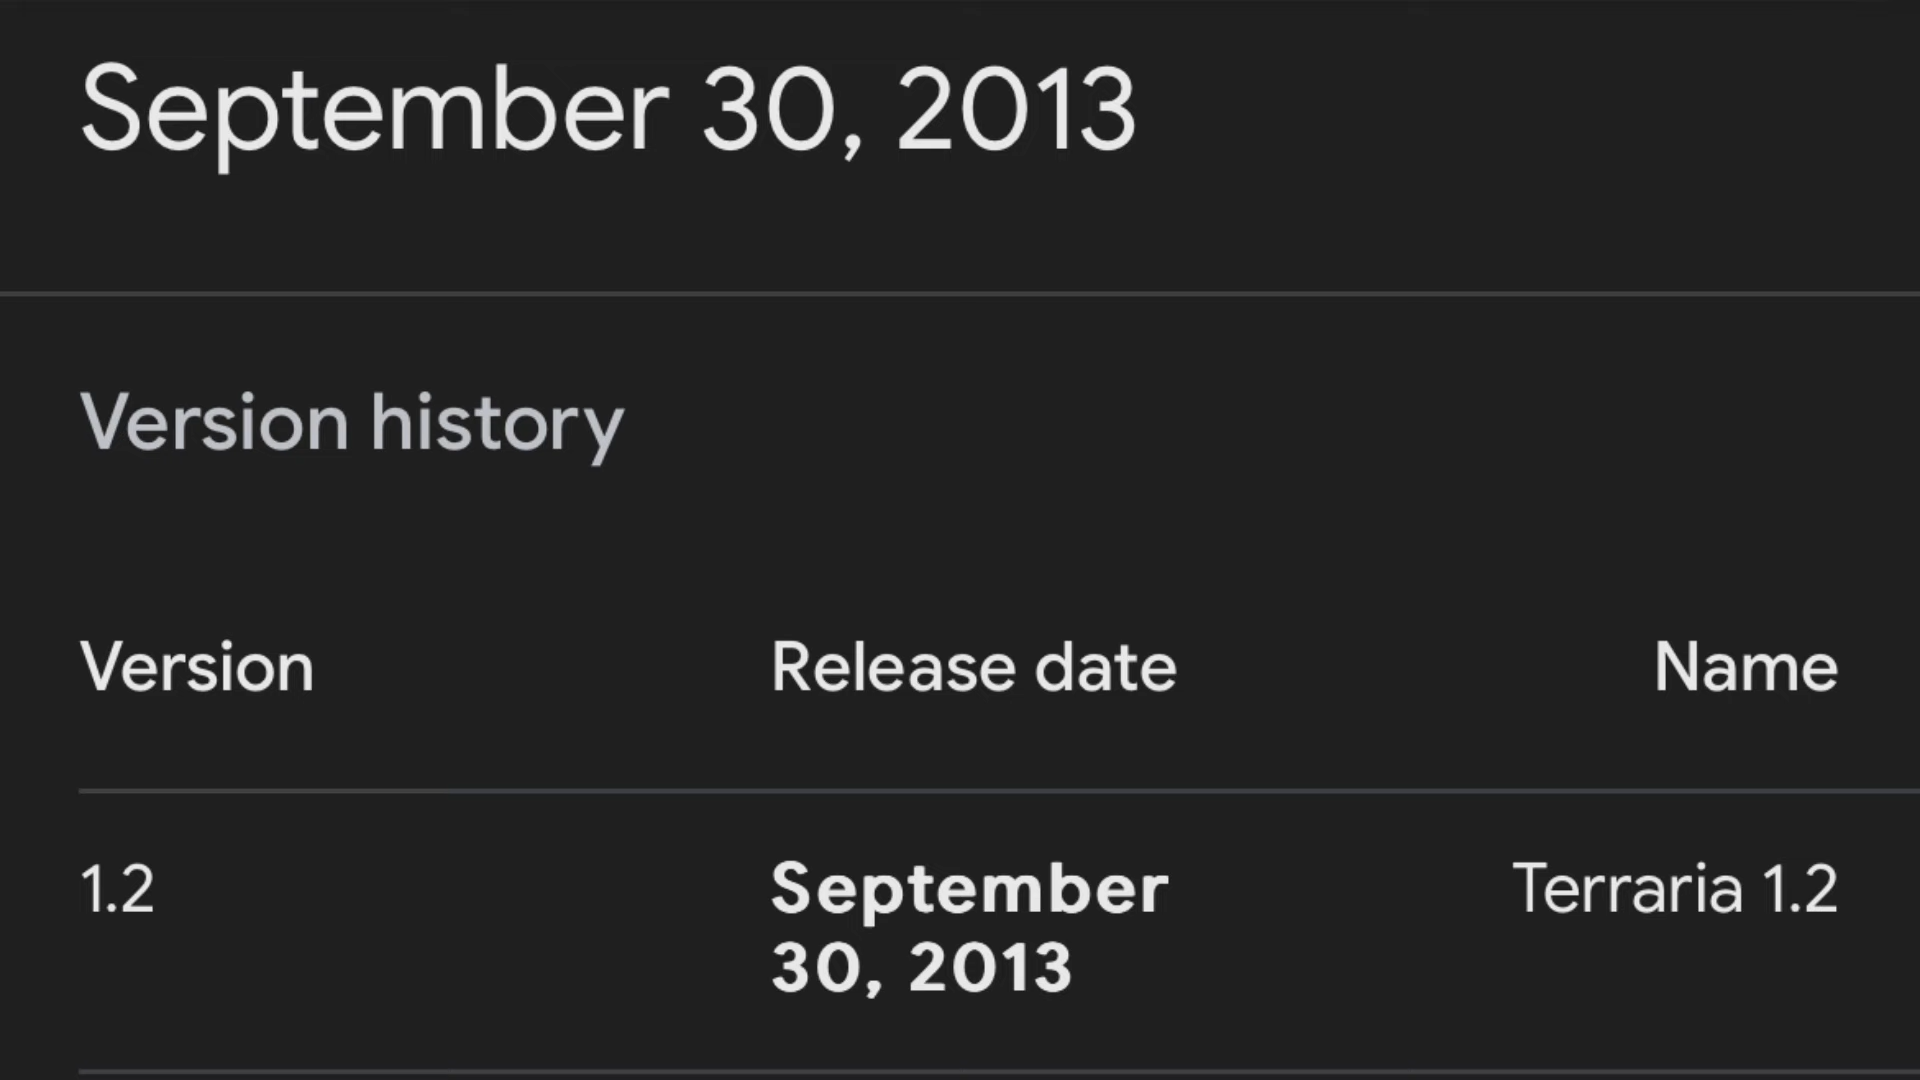 September 30, 2013
Version history
Version Release date Name
1.2 September 30, 2013 Terraria 1.2